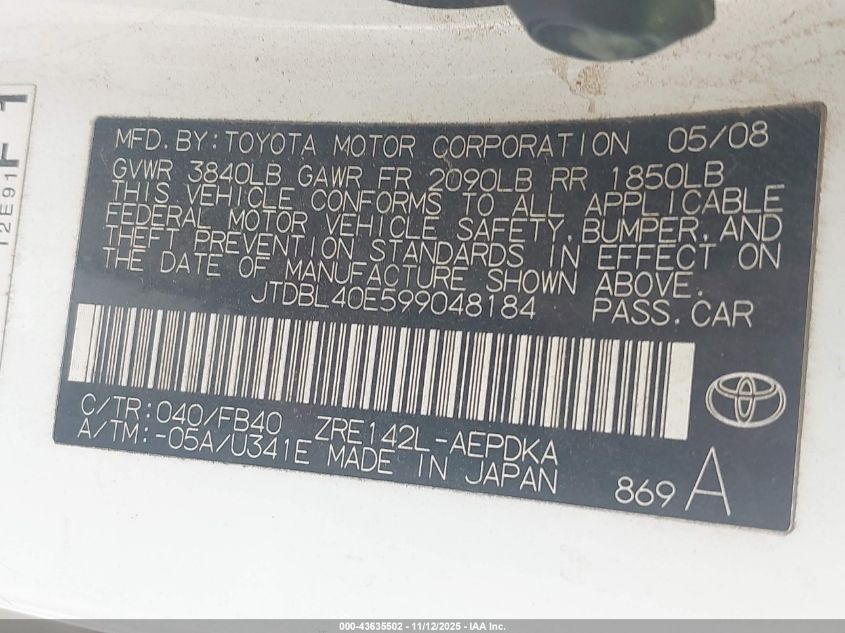 MFD. BY: TOYOTA MOTOR CORPORATION 05/08
GVWR 3840LB GAWR FR 2090LB RR 1850LB
THIS VEHICLE CONFORMS TO ALL APPLICABLE
FEDERAL MOTOR VEHICLE SAFETY, BUMPER, AND
THEFT PREVENTION STANDARDS IN EFFECT ON
THE DATE OF MANUFACTURE SHOWN ABOVE.
JTDBL40E599048184 PASS. CAR
C/TR: 040/FB40 ZRE142L-AEPDKA
A/TM: -05A/U341E MADE IN JAPAN
869 A
12E91
000-43635502 - 11/12/2025 - IAA Inc.